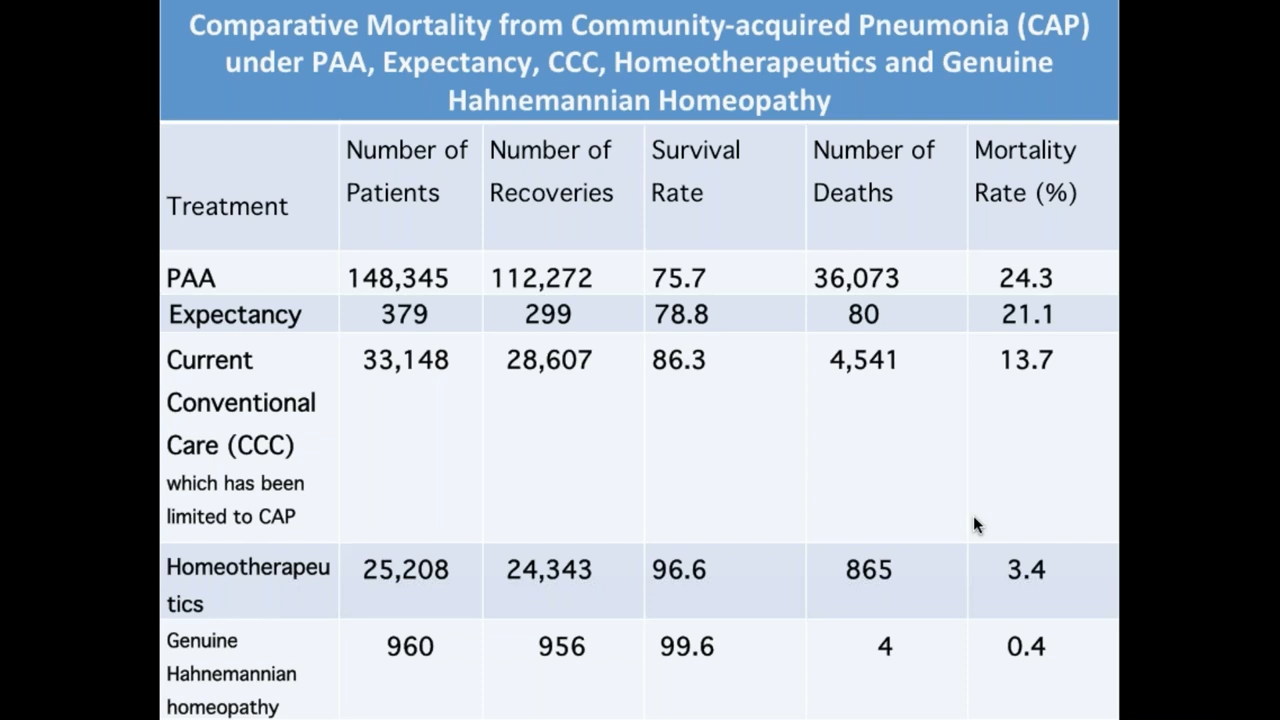 Comparative Mortality from Community-acquired Pneumonia (CAP)
under PAA, Expectancy, CCC, Homeotherapeutics and Genuine
Hahnemannian Homeopathy
Treatment
Number of
Patients
Number of
Recoveries
Survival
Rate
Number of
Deaths
Mortality
Rate (%)
PAA 148,345 112,272 75.7 36,073 24.3
Expectancy 379 299 78.8 80 21.1
Current 33,148 28,607 86.3 4,541 13.7
Conventional
Care (CCC)
which has been
limited to CAP
Homeotherapeu 25,208 24,343 96.6 865 3.4
tics
Genuine 960 956 99.6 4 0.4
Hahnemannian
homeopathy